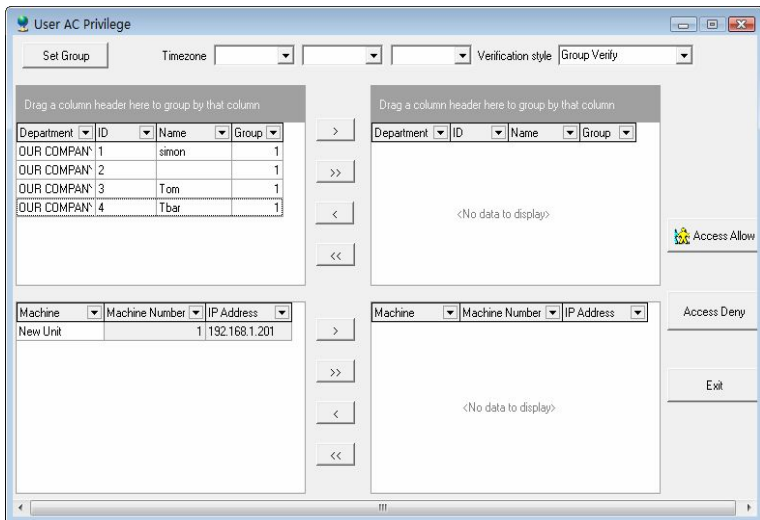 User AC Privilege
Set Group Timezone Verification style Group Verify
Drag a column header here to group by that column
Department ID Name Group
OUR COMPAN 1 simon 1
OUR COMPAN 2 1
OUR COMPAN 3 Tom 1
OUR COMPAN 4 Tbar 1
>
>>
<
<<
Drag a column header here to group by that column
Department ID Name Group
<No data to display>
Access Allow
Machine Machine Number IP Address
New Unit 1 192.168.1.201
>
>>
<
<<
Machine Machine Number IP Address
<No data to display>
Access Deny
Exit